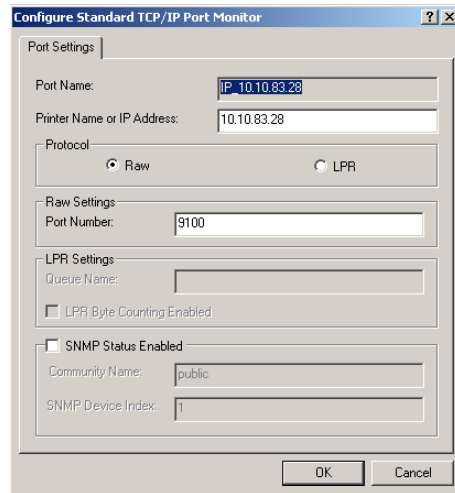 Configure Standard TCP/IP Port Monitor
Port Settings
Port Name: IP_10.10.83.28
Printer Name or IP Address: 10.10.83.28
Protocol
Raw LPR
Raw Settings
Port Number: 9100
LPR Settings
Queue Name:
LPR Byte Counting Enabled
SNMP Status Enabled
Community Name: public
SNMP Device Index: 1
OK Cancel